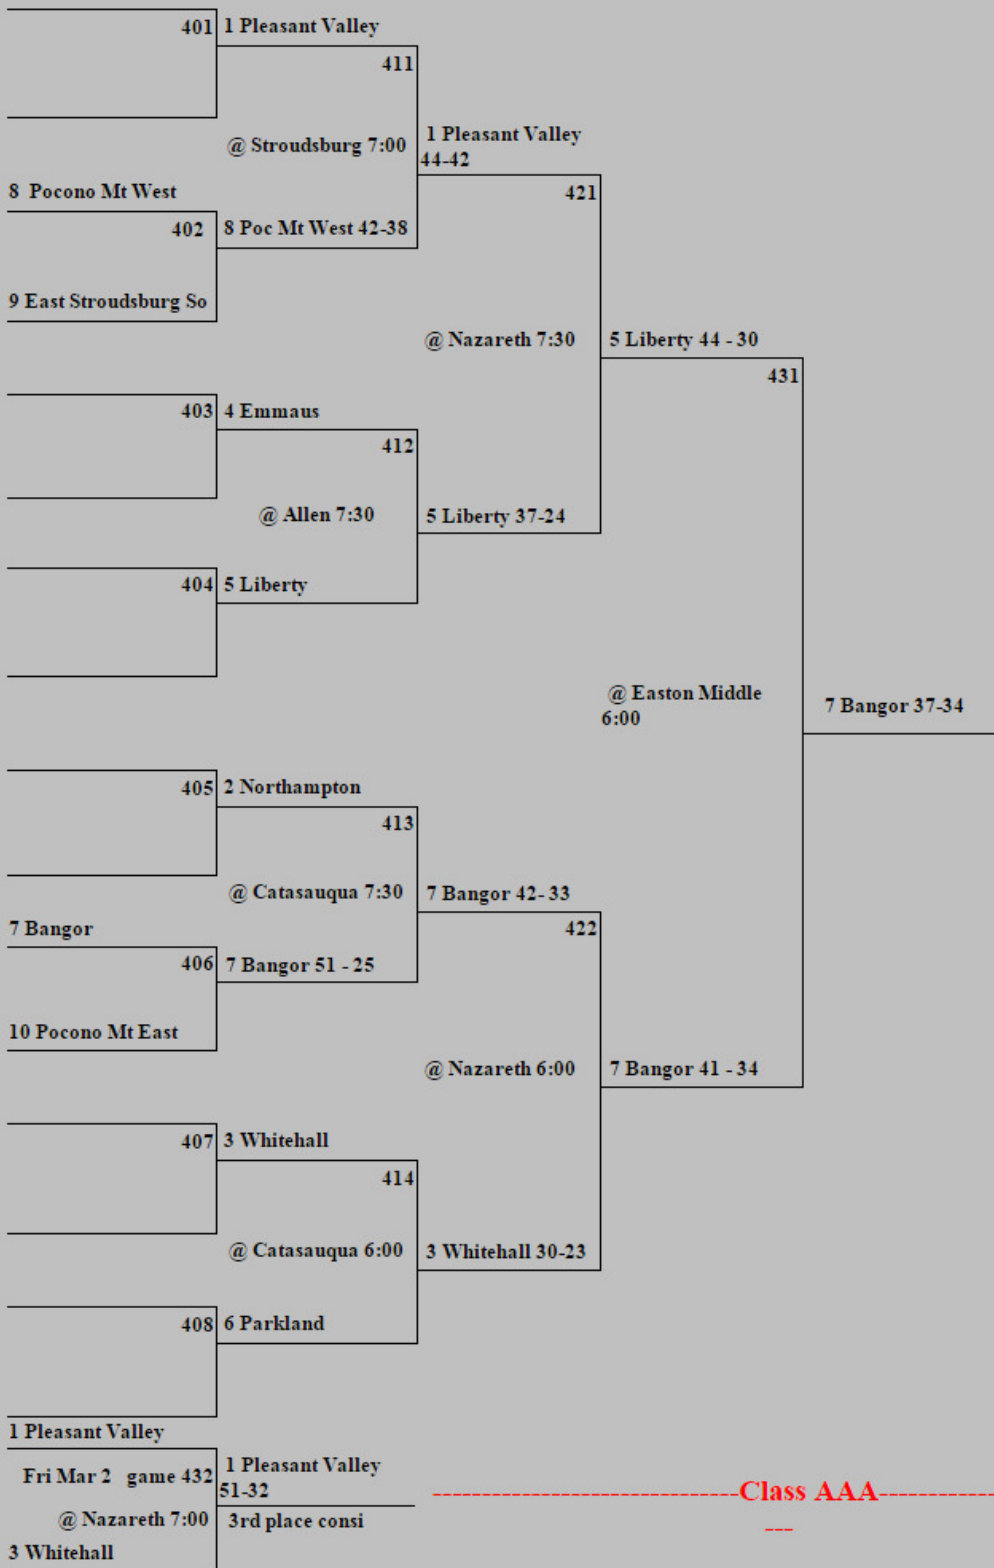 401
1 Pleasant Valley
411
@ Stroudsburg 7:00
1 Pleasant Valley
44-42
421
8 Pocono Mt West
402
8 Poc Mt West 42-38
9 East Stroudsburg So
@ Nazareth 7:30
5 Liberty 44 - 30
431
403
4 Emmaus
412
@ Allen 7:30
5 Liberty 37-24
404
5 Liberty
@ Easton Middle
6:00
7 Bangor 37-34
405
2 Northampton
413
@ Catasauqua 7:30
7 Bangor 42- 33
422
7 Bangor
406
7 Bangor 51 - 25
10 Pocono Mt East
@ Nazareth 6:00
7 Bangor 41 - 34
407
3 Whitehall
414
@ Catasauqua 6:00
3 Whitehall 30-23
408
6 Parkland
1 Pleasant Valley
Fri Mar 2 game 432
1 Pleasant Valley
51-32
-------------------------------Class AAA---------------
@ Nazareth 7:00
3rd place consi
3 Whitehall